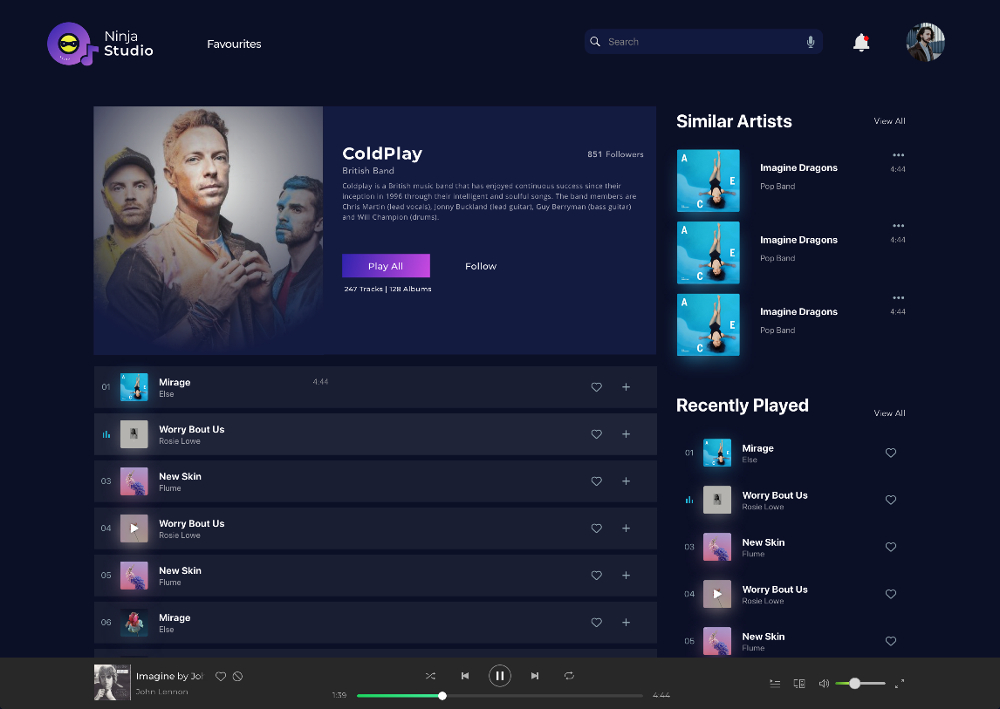 Ninja
Studio
Favourites
Search
ColdPlay
851 Followers
British Band
Coldplay is a British music band that has enjoyed continuous success since their
inception in 1996 through their intelligent and soulful songs. The band members are
Chris Martin (lead vocals), Jonny Buckland (lead guitar), Guy Berryman (bass guitar)
and Will Champion (drums).
Play All
Follow
247 Tracks | 128 Albums
Similar Artists
View All
A
E
C
Imagine Dragons
4:44
Pop Band
A
E
C
Imagine Dragons
4:44
Pop Band
A
E
C
Imagine Dragons
4:44
Pop Band
01
Mirage
4:44
Else
Worry Bout Us
Rosie Lowe
03
New Skin
Flume
04
Worry Bout Us
Rosie Lowe
05
New Skin
Flume
06
Mirage
Else
Recently Played
View All
01
Mirage
Else
Worry Bout Us
Rosie Lowe
03
New Skin
Flume
04
Worry Bout Us
Rosie Lowe
05
New Skin
Flume
Imagine by Joh
John Lennon
1:39
4:44